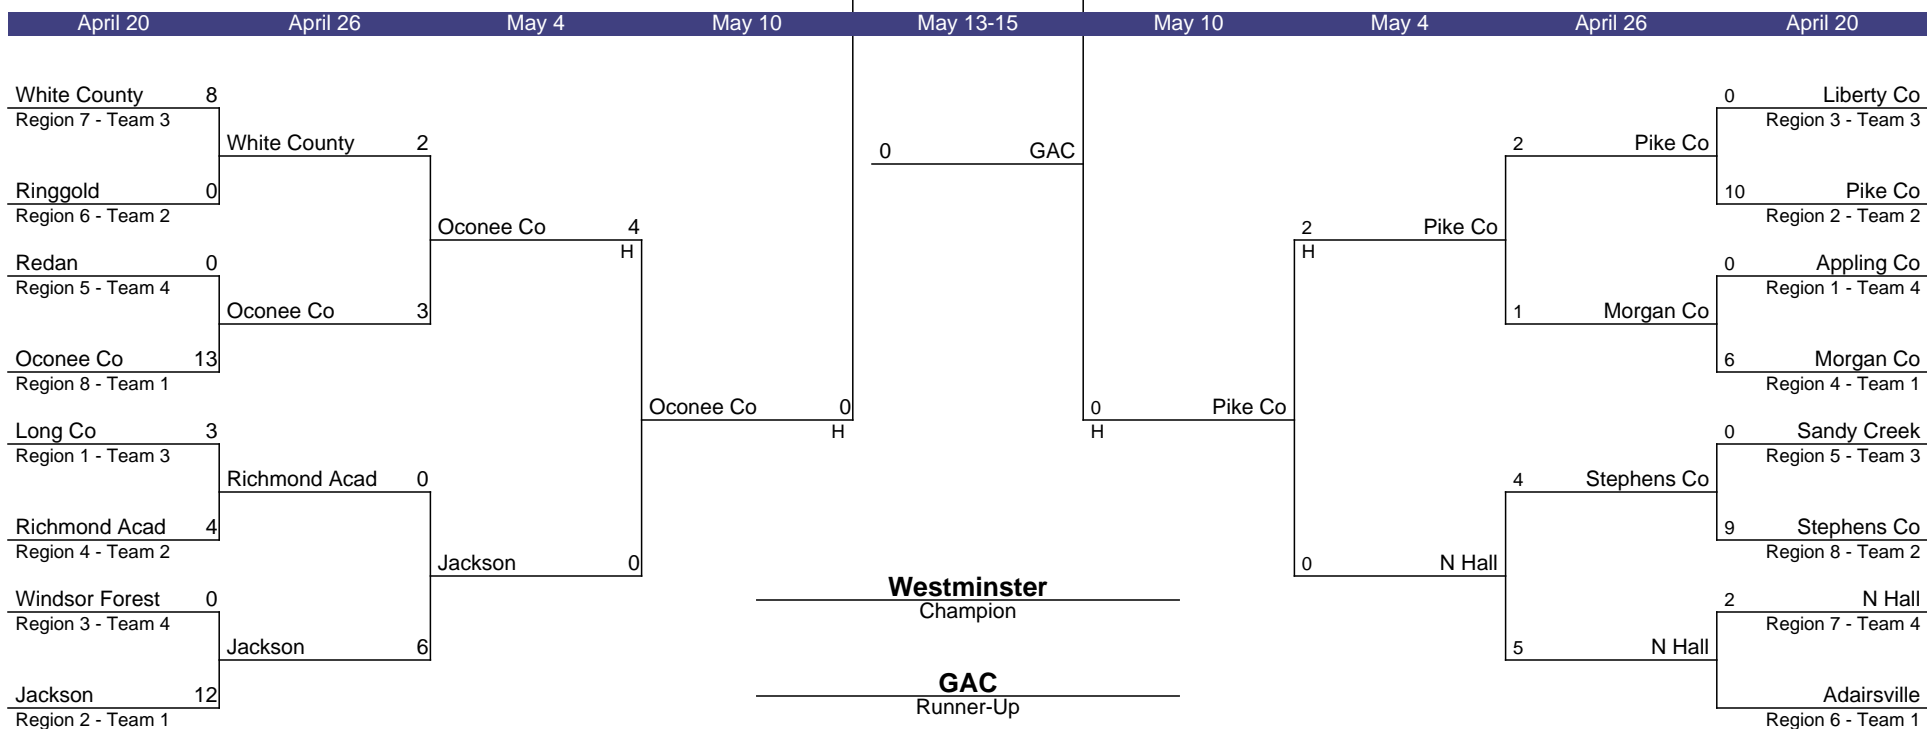 April 20 April 26 May 4 May 10 May 13-15 May 10 May 4 April 26 April 20
White County 8
Region 7 - Team 3
White County 2
Ringgold 0
Region 6 - Team 2
Oconee Co 4
H
Redan 0
Region 5 - Team 4
Oconee Co 3
Oconee Co 13
Region 8 - Team 1
Oconee Co 0
H
Long Co 3
Region 1 - Team 3
Richmond Acad 0
Richmond Acad 4
Region 4 - Team 2
Jackson 0
Windsor Forest 0
Region 3 - Team 4
Jackson 6
Jackson 12
Region 2 - Team 1
0 GAC
Westminster
Champion
GAC
Runner-Up
0 Liberty Co
Region 3 - Team 3
2 Pike Co
10 Pike Co
Region 2 - Team 2
2 Pike Co
H
0 Appling Co
Region 1 - Team 4
1 Morgan Co
6 Morgan Co
Region 4 - Team 1
0 Pike Co
H
0 Sandy Creek
Region 5 - Team 3
4 Stephens Co
9 Stephens Co
Region 8 - Team 2
0 N Hall
2 N Hall
Region 7 - Team 4
5 N Hall
Adairsville
Region 6 - Team 1